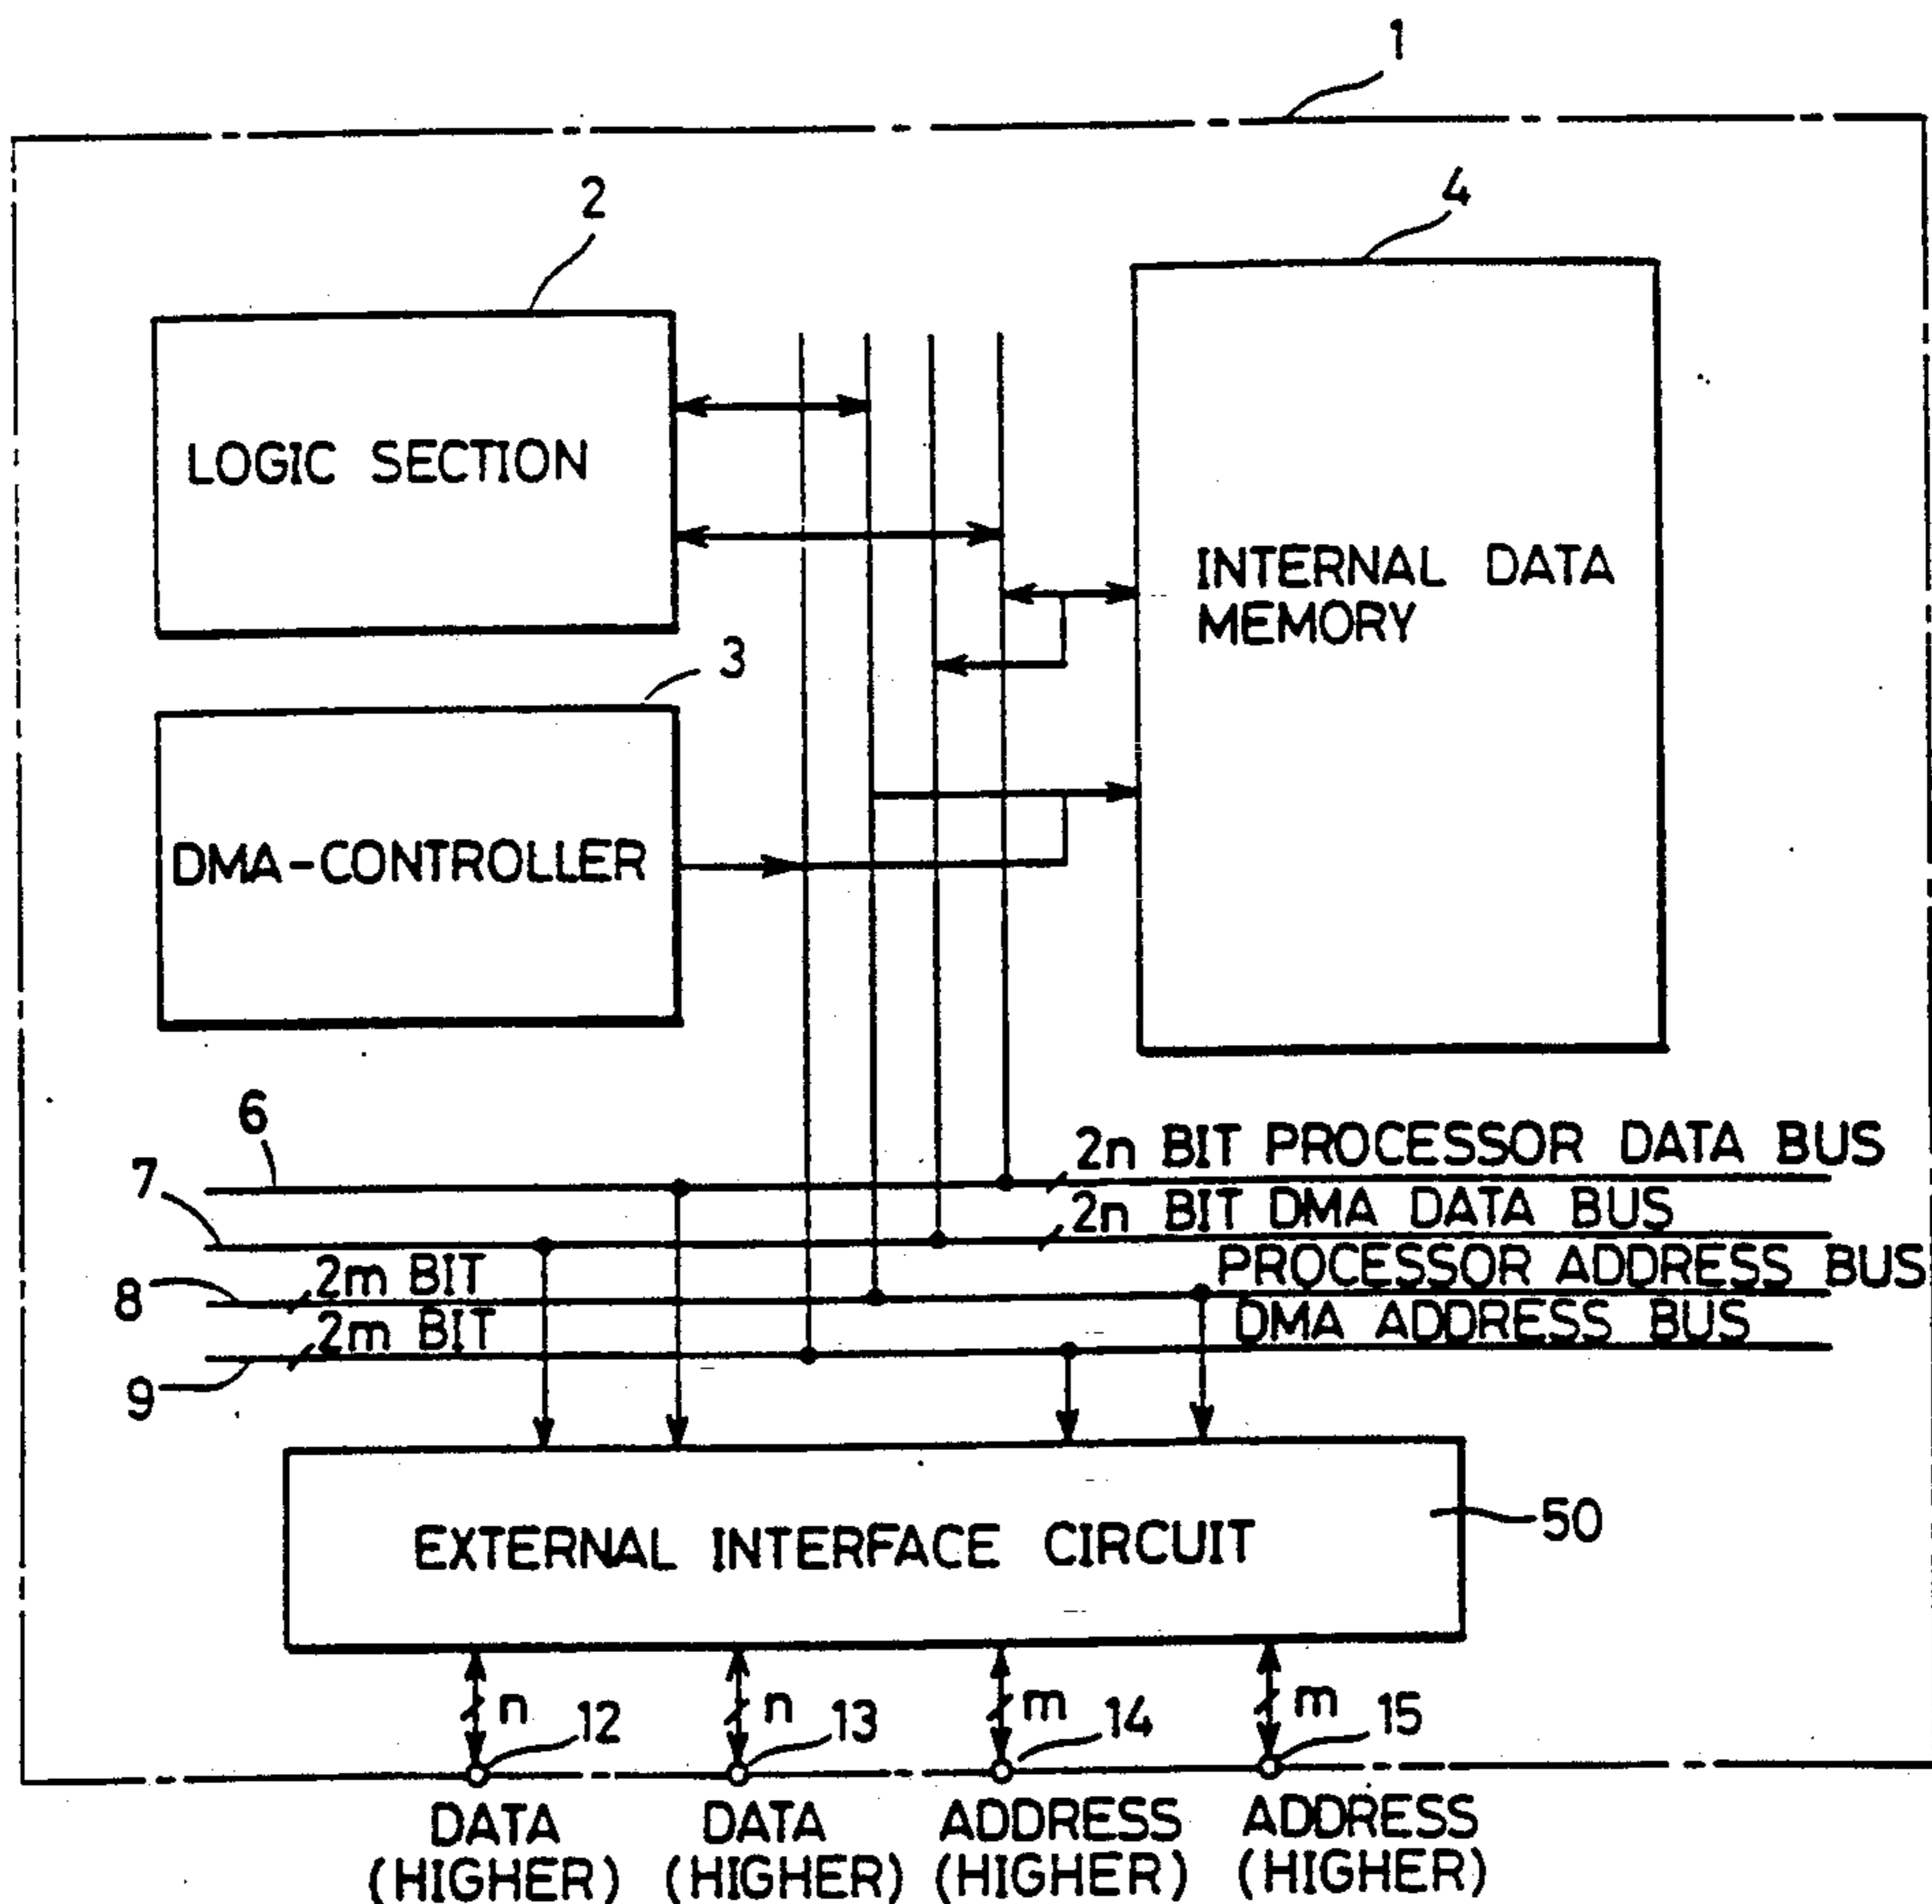 1
2
4
LOGIC SECTION
INTERNAL DATA
MEMORY
3
DMA-CONTROLLER
6
2n BIT PROCESSOR DATA BUS
7
2n BIT DMA DATA BUS
2m BIT
PROCESSOR ADDRESS BUS
8
2m BIT
DMA ADDRESS BUS
9
EXTERNAL INTERFACE CIRCUIT
50
n
12
n
13
m
14
m
15
DATA
(HIGHER)
DATA
(HIGHER)
ADDRESS
(HIGHER)
ADDRESS
(HIGHER)